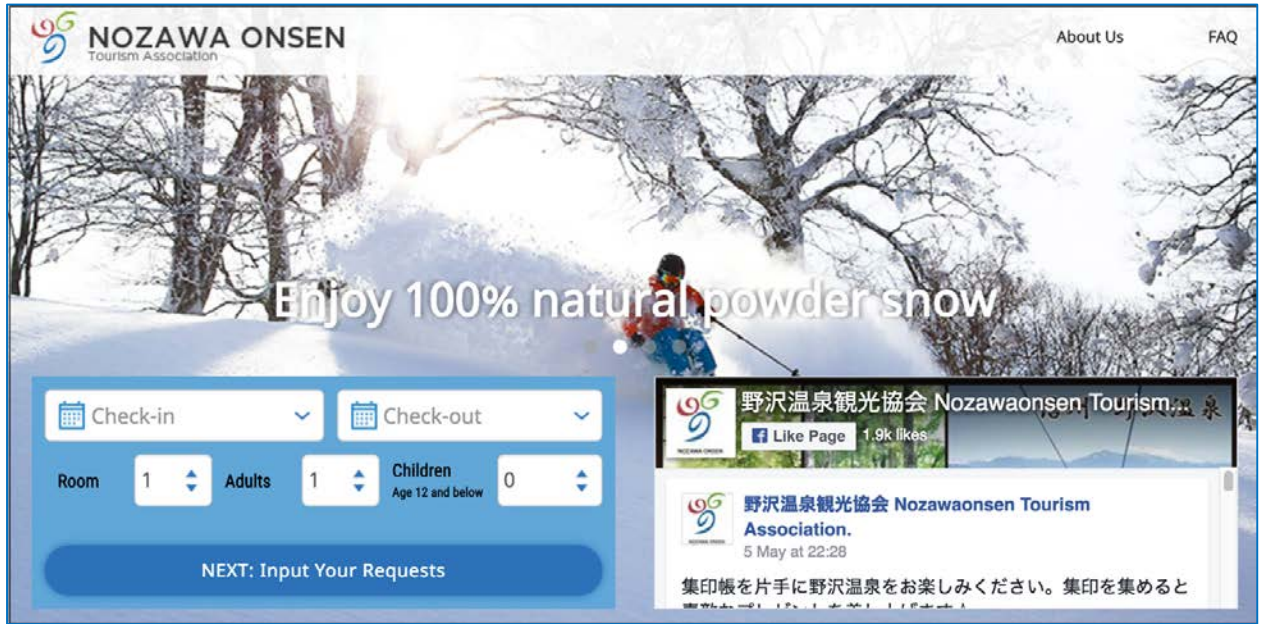 NOZAWA ONSEN
Tourism Association
About Us
FAQ
Enjoy 100% natural powder snow
Check-in
Check-out
Room
1
Adults
1
Children
Age 12 and below
0
NEXT: Input Your Requests
野沢温泉観光協会 Nozawaonsen Tourism...
Like Page
1.9k likes
NOZAWA ONSEN
野沢温泉観光協会 Nozawaonsen Tourism
Association.
5 May at 22:28
集印帳を片手に野沢温泉をお楽しみください。集印を集めると